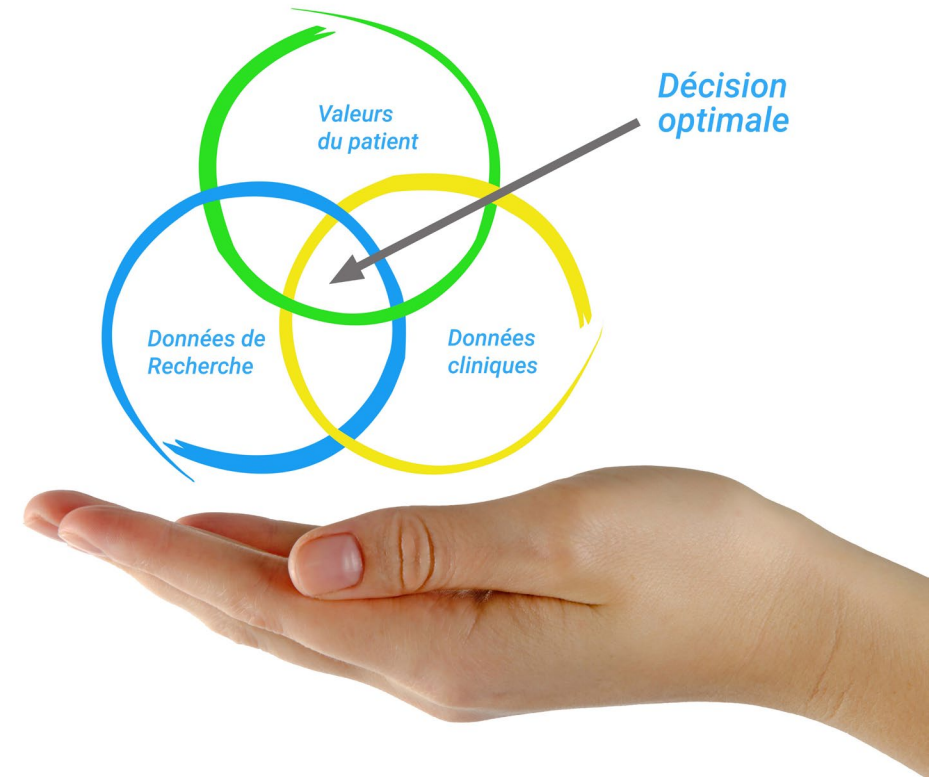 Valeurs
du patient
Décision
optimale
Données de
Recherche
Données
cliniques